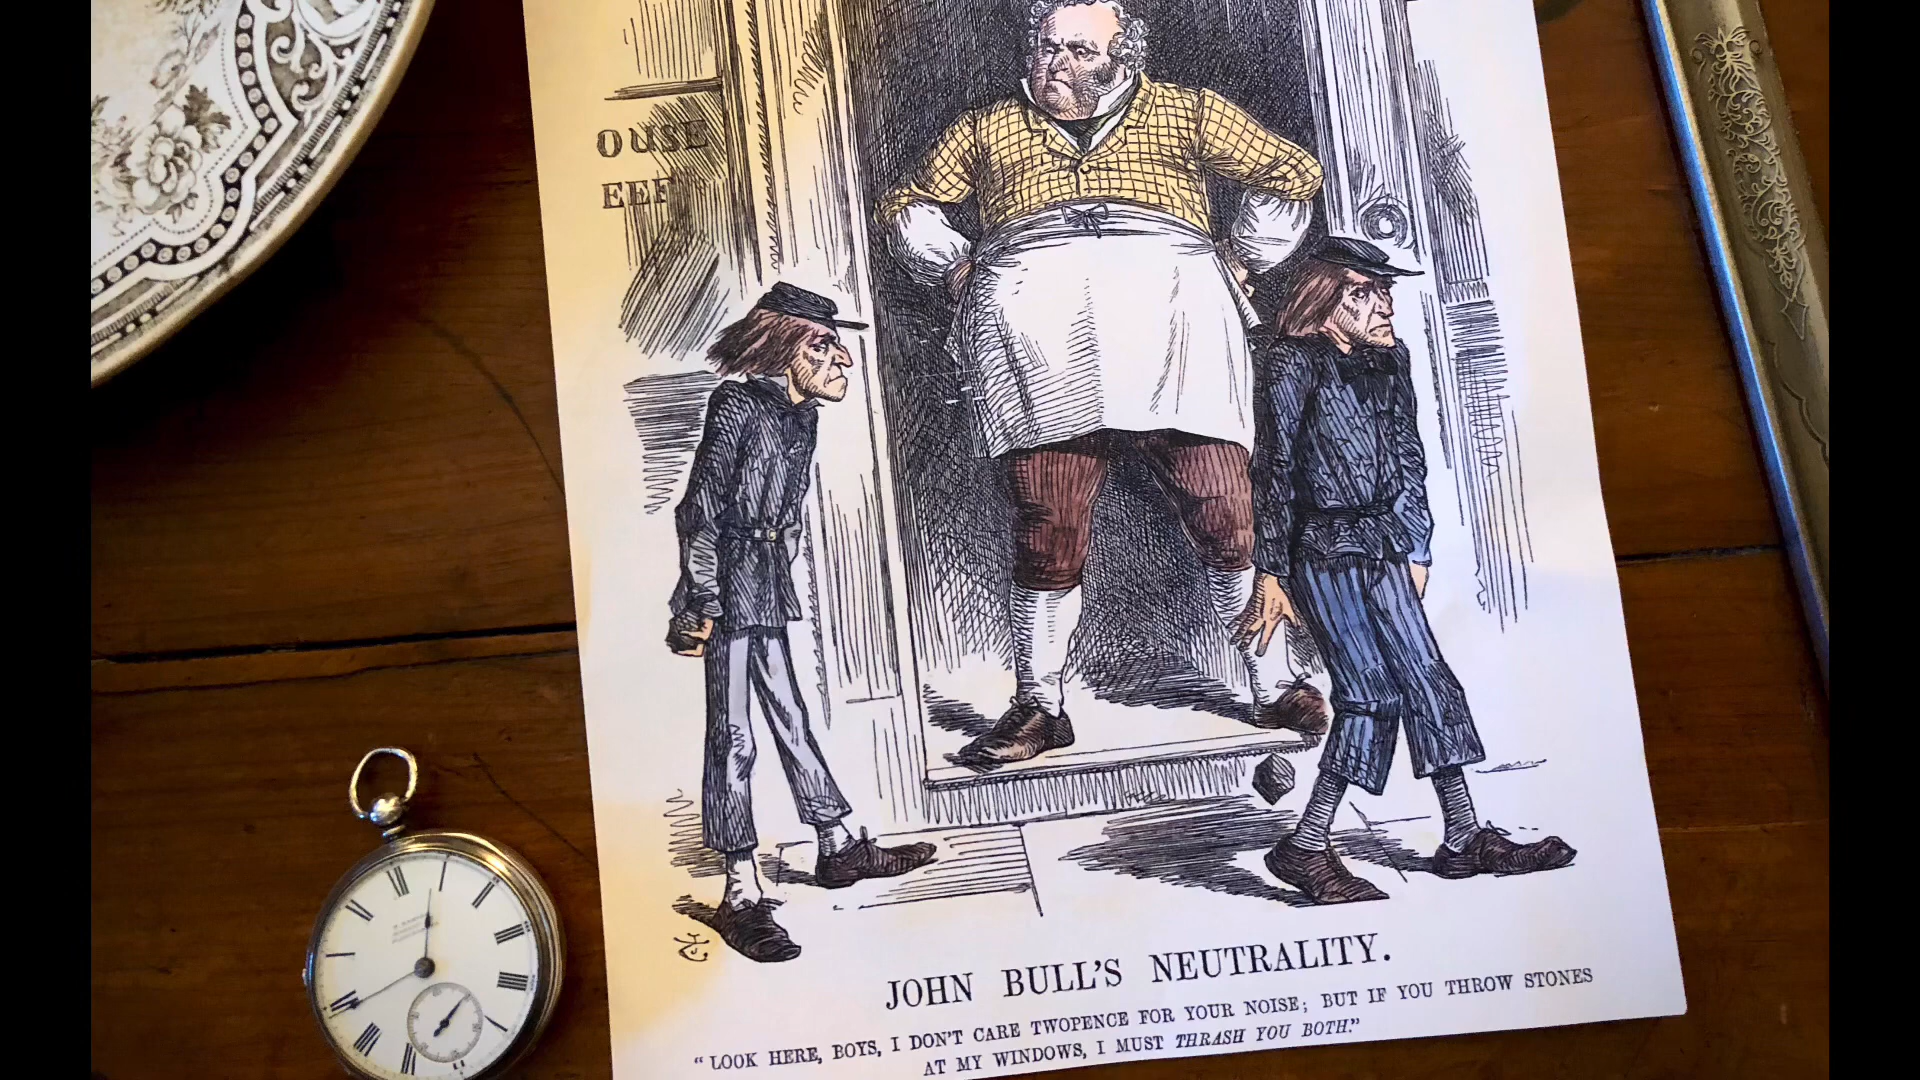 OUSE
EEF
JOHN BULL'S NEUTRALITY.
"LOOK HERE, BOYS, I DON'T CARE TWOPENCE FOR YOUR NOISE; BUT IF YOU THROW STONES
AT MY WINDOWS, I MUST THRASH YOU BOTH."